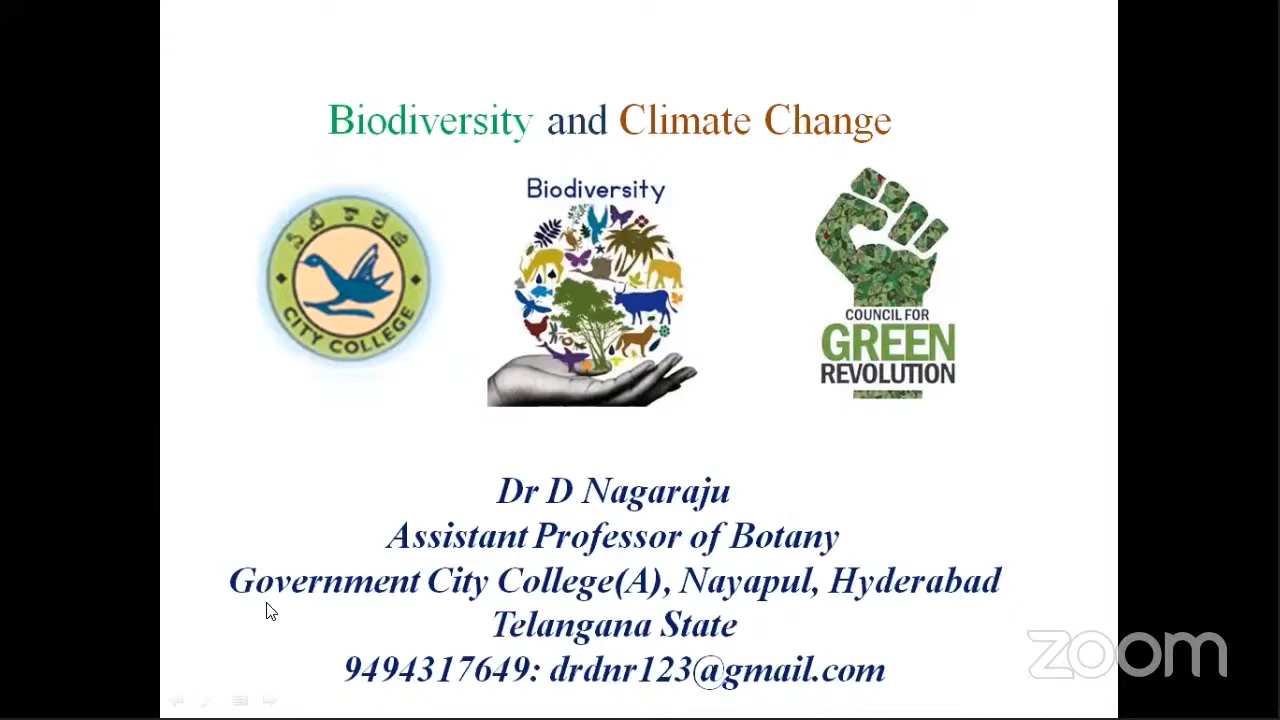 Biodiversity and Climate Change
సిటీ కాలేజి
CITY COLLEGE
Biodiversity
COUNCIL FOR
GREEN
REVOLUTION
Dr D Nagaraju
Assistant Professor of Botany
Government City College(A), Nayapul, Hyderabad
Telangana State
9494317649: drdnr123@gmail.com
zoom